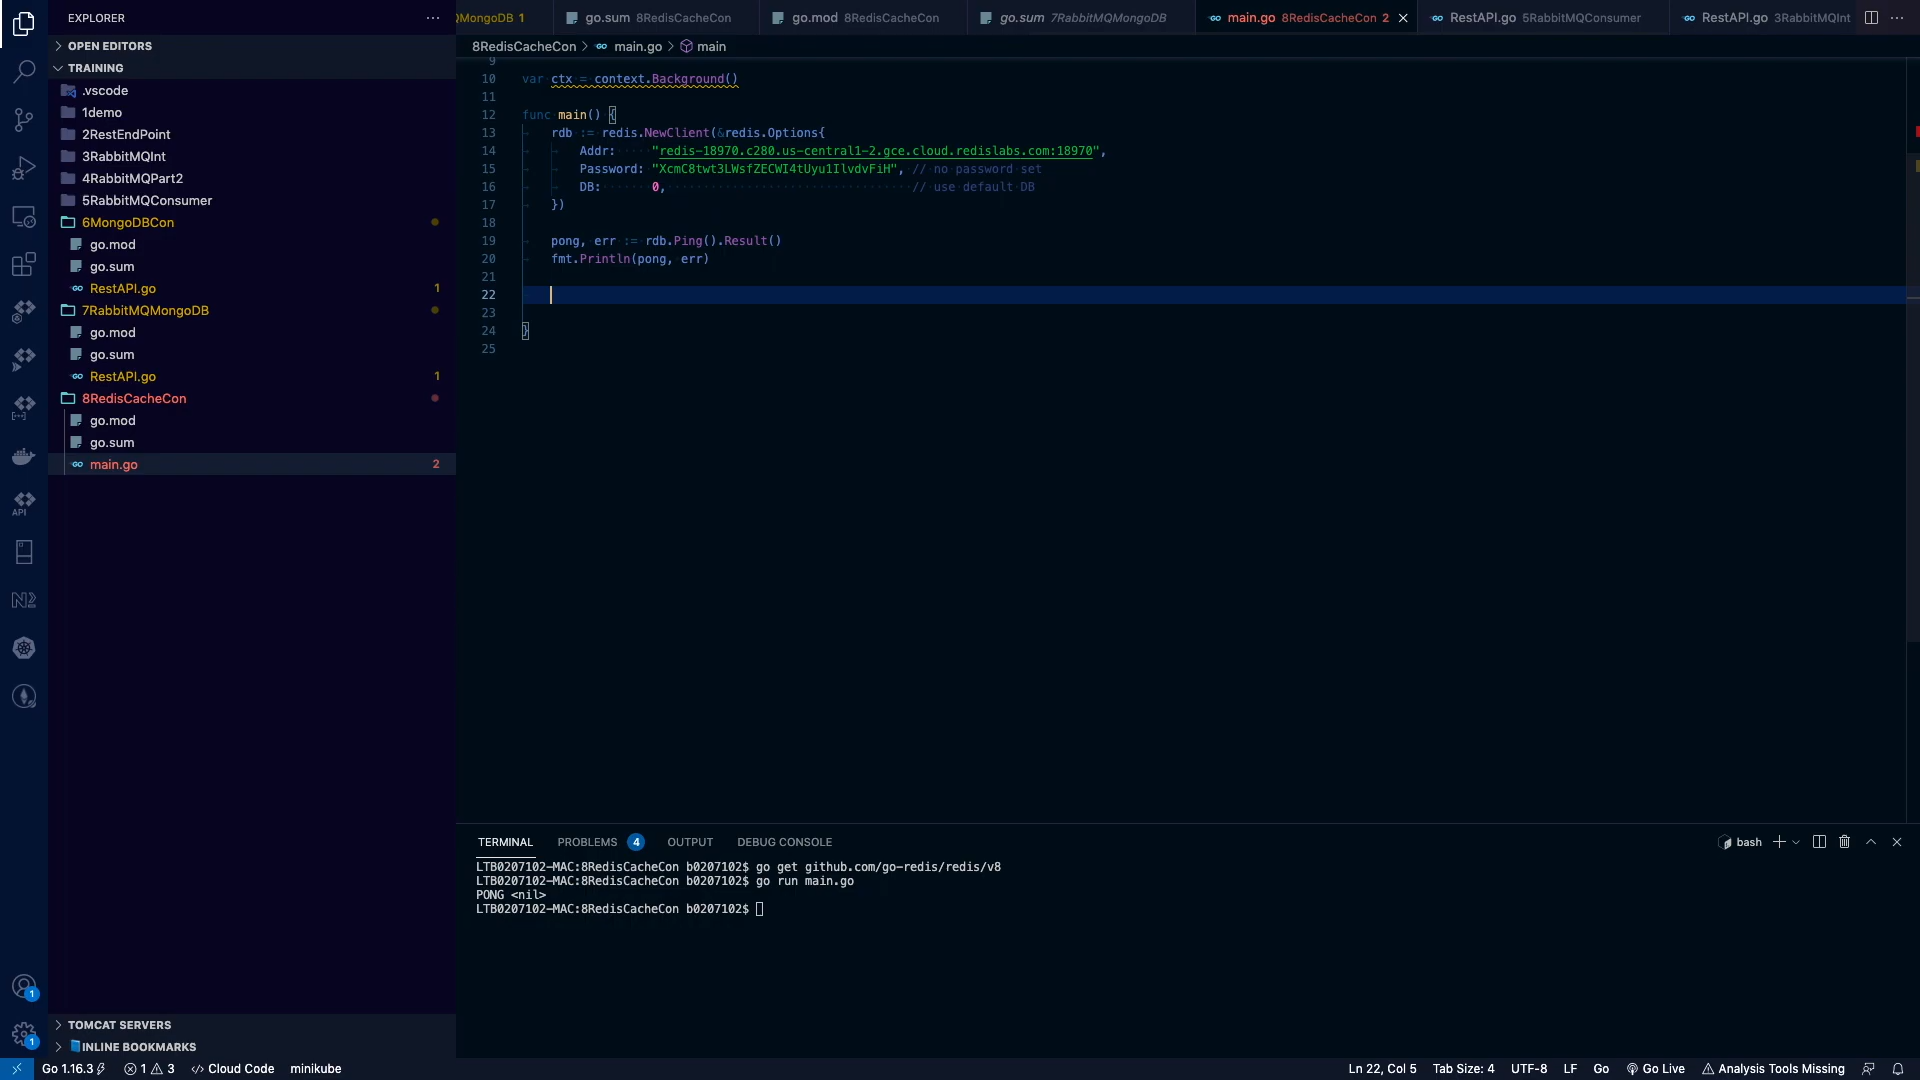 EXPLORER
OPEN EDITORS
TRAINING
.vscode
1demo
2RestEndPoint
3RabbitMQInt
4RabbitMQPart2
5RabbitMQConsumer
6MongoDBCon
go.mod
go.sum
RestAPI.go 1
7RabbitMQMongoDB
go.mod
go.sum
RestAPI.go 1
8RedisCacheCon
go.mod
go.sum
main.go 2
TOMCAT SERVERS
INLINE BOOKMARKS
QMongoDB 1
go.sum 8RedisCacheCon
go.mod 8RedisCacheCon
go.sum 7RabbitMQMongoDB
main.go 8RedisCacheCon 2
RestAPI.go 5RabbitMQConsumer
RestAPI.go 3RabbitMQInt
8RedisCacheCon > main.go > main
9
10 var ctx = context.Background()
11
12 func main() {
13 rdb := redis.NewClient(&redis.Options{
14 Addr: "redis-18970.c280.us-central1-2.gce.cloud.redislabs.com:18970",
15 Password: "XcmC8twt3LWsfZECWI4tUyu1IlvdvFiH", // no password set
16 DB: 0, // use default DB
17 })
18
19 pong, err := rdb.Ping().Result()
20 fmt.Println(pong, err)
21
22
23
24 }
25
TERMINAL PROBLEMS 4 OUTPUT DEBUG CONSOLE
bash
LTB0207102-MAC:8RedisCacheCon b0207102$ go get github.com/go-redis/redis/v8
LTB0207102-MAC:8RedisCacheCon b0207102$ go run main.go
PONG <nil>
LTB0207102-MAC:8RedisCacheCon b0207102$
API
N2
1
1
Go 1.16.3 1 3 Cloud Code minikube
Ln 22, Col 5 Tab Size: 4 UTF-8 LF Go Go Live Analysis Tools Missing